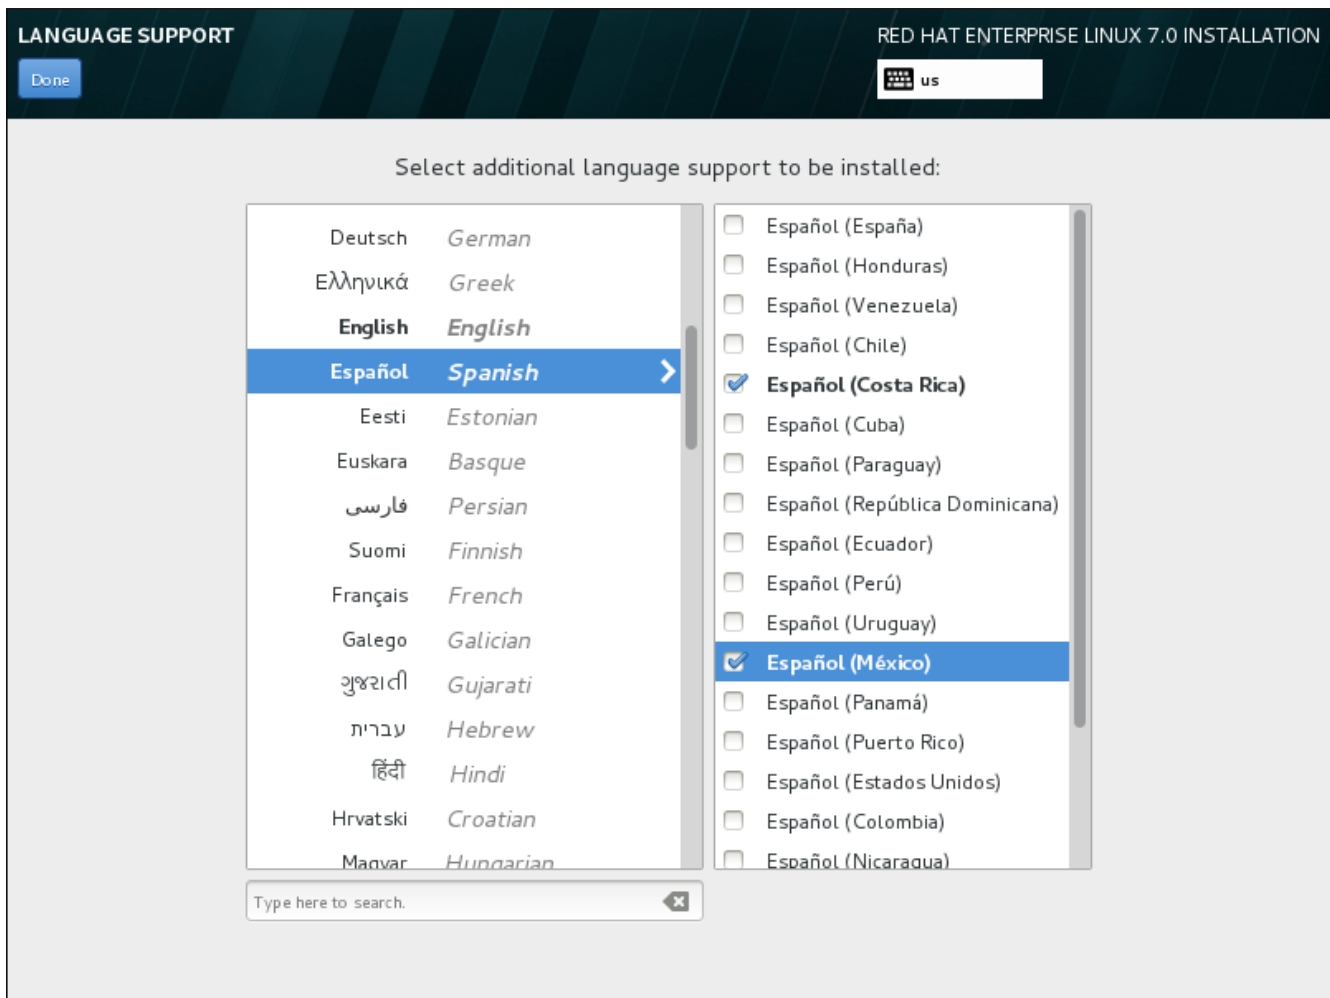 LANGUAGE SUPPORT
RED HAT ENTERPRISE LINUX 7.0 INSTALLATION
Done
us
Select additional language support to be installed:
Deutsch German
Ελληνικά Greek
English English
Español Spanish
Eesti Estonian
Euskara Basque
فارسی Persian
Suomi Finnish
Français French
Galego Galician
ગુજરાતી Gujarati
עברית Hebrew
हिंदी Hindi
Hrvatski Croatian
Magyar Hungarian
Español (España)
Español (Honduras)
Español (Venezuela)
Español (Chile)
Español (Costa Rica)
Español (Cuba)
Español (Paraguay)
Español (República Dominicana)
Español (Ecuador)
Español (Perú)
Español (Uruguay)
Español (México)
Español (Panamá)
Español (Puerto Rico)
Español (Estados Unidos)
Español (Colombia)
Español (Nicaragua)
Type here to search.